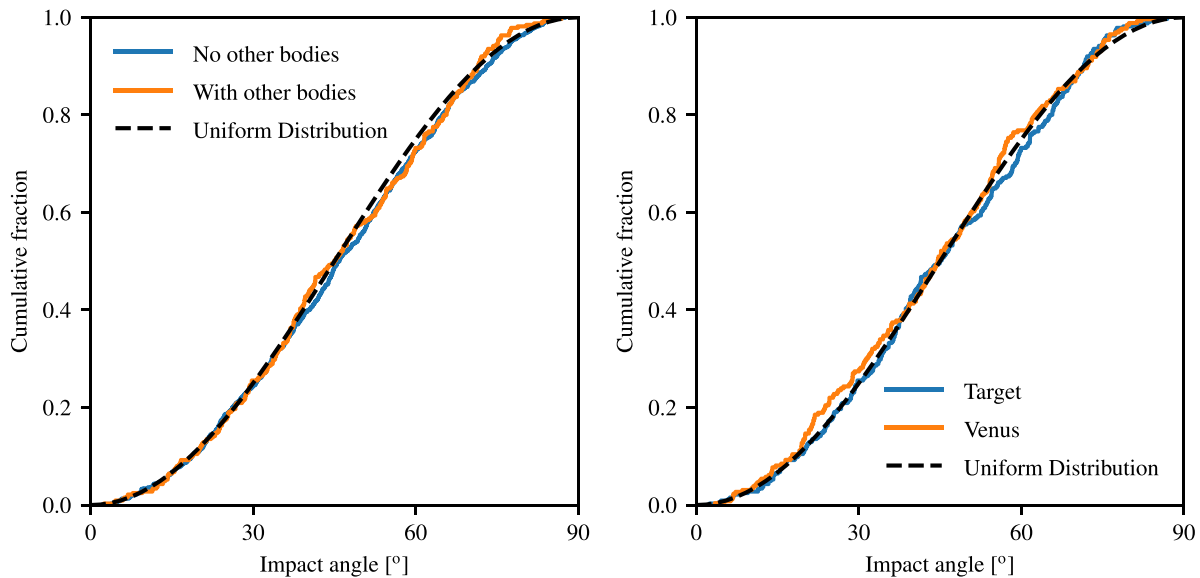 1.0
0.8
0.6
0.4
0.2
0.0
Cumulative fraction
No other bodies
With other bodies
Uniform Distribution
0 30 60 90
Impact angle [º]
1.0
0.8
0.6
0.4
0.2
0.0
Cumulative fraction
Target
Venus
Uniform Distribution
0 30 60 90
Impact angle [º]